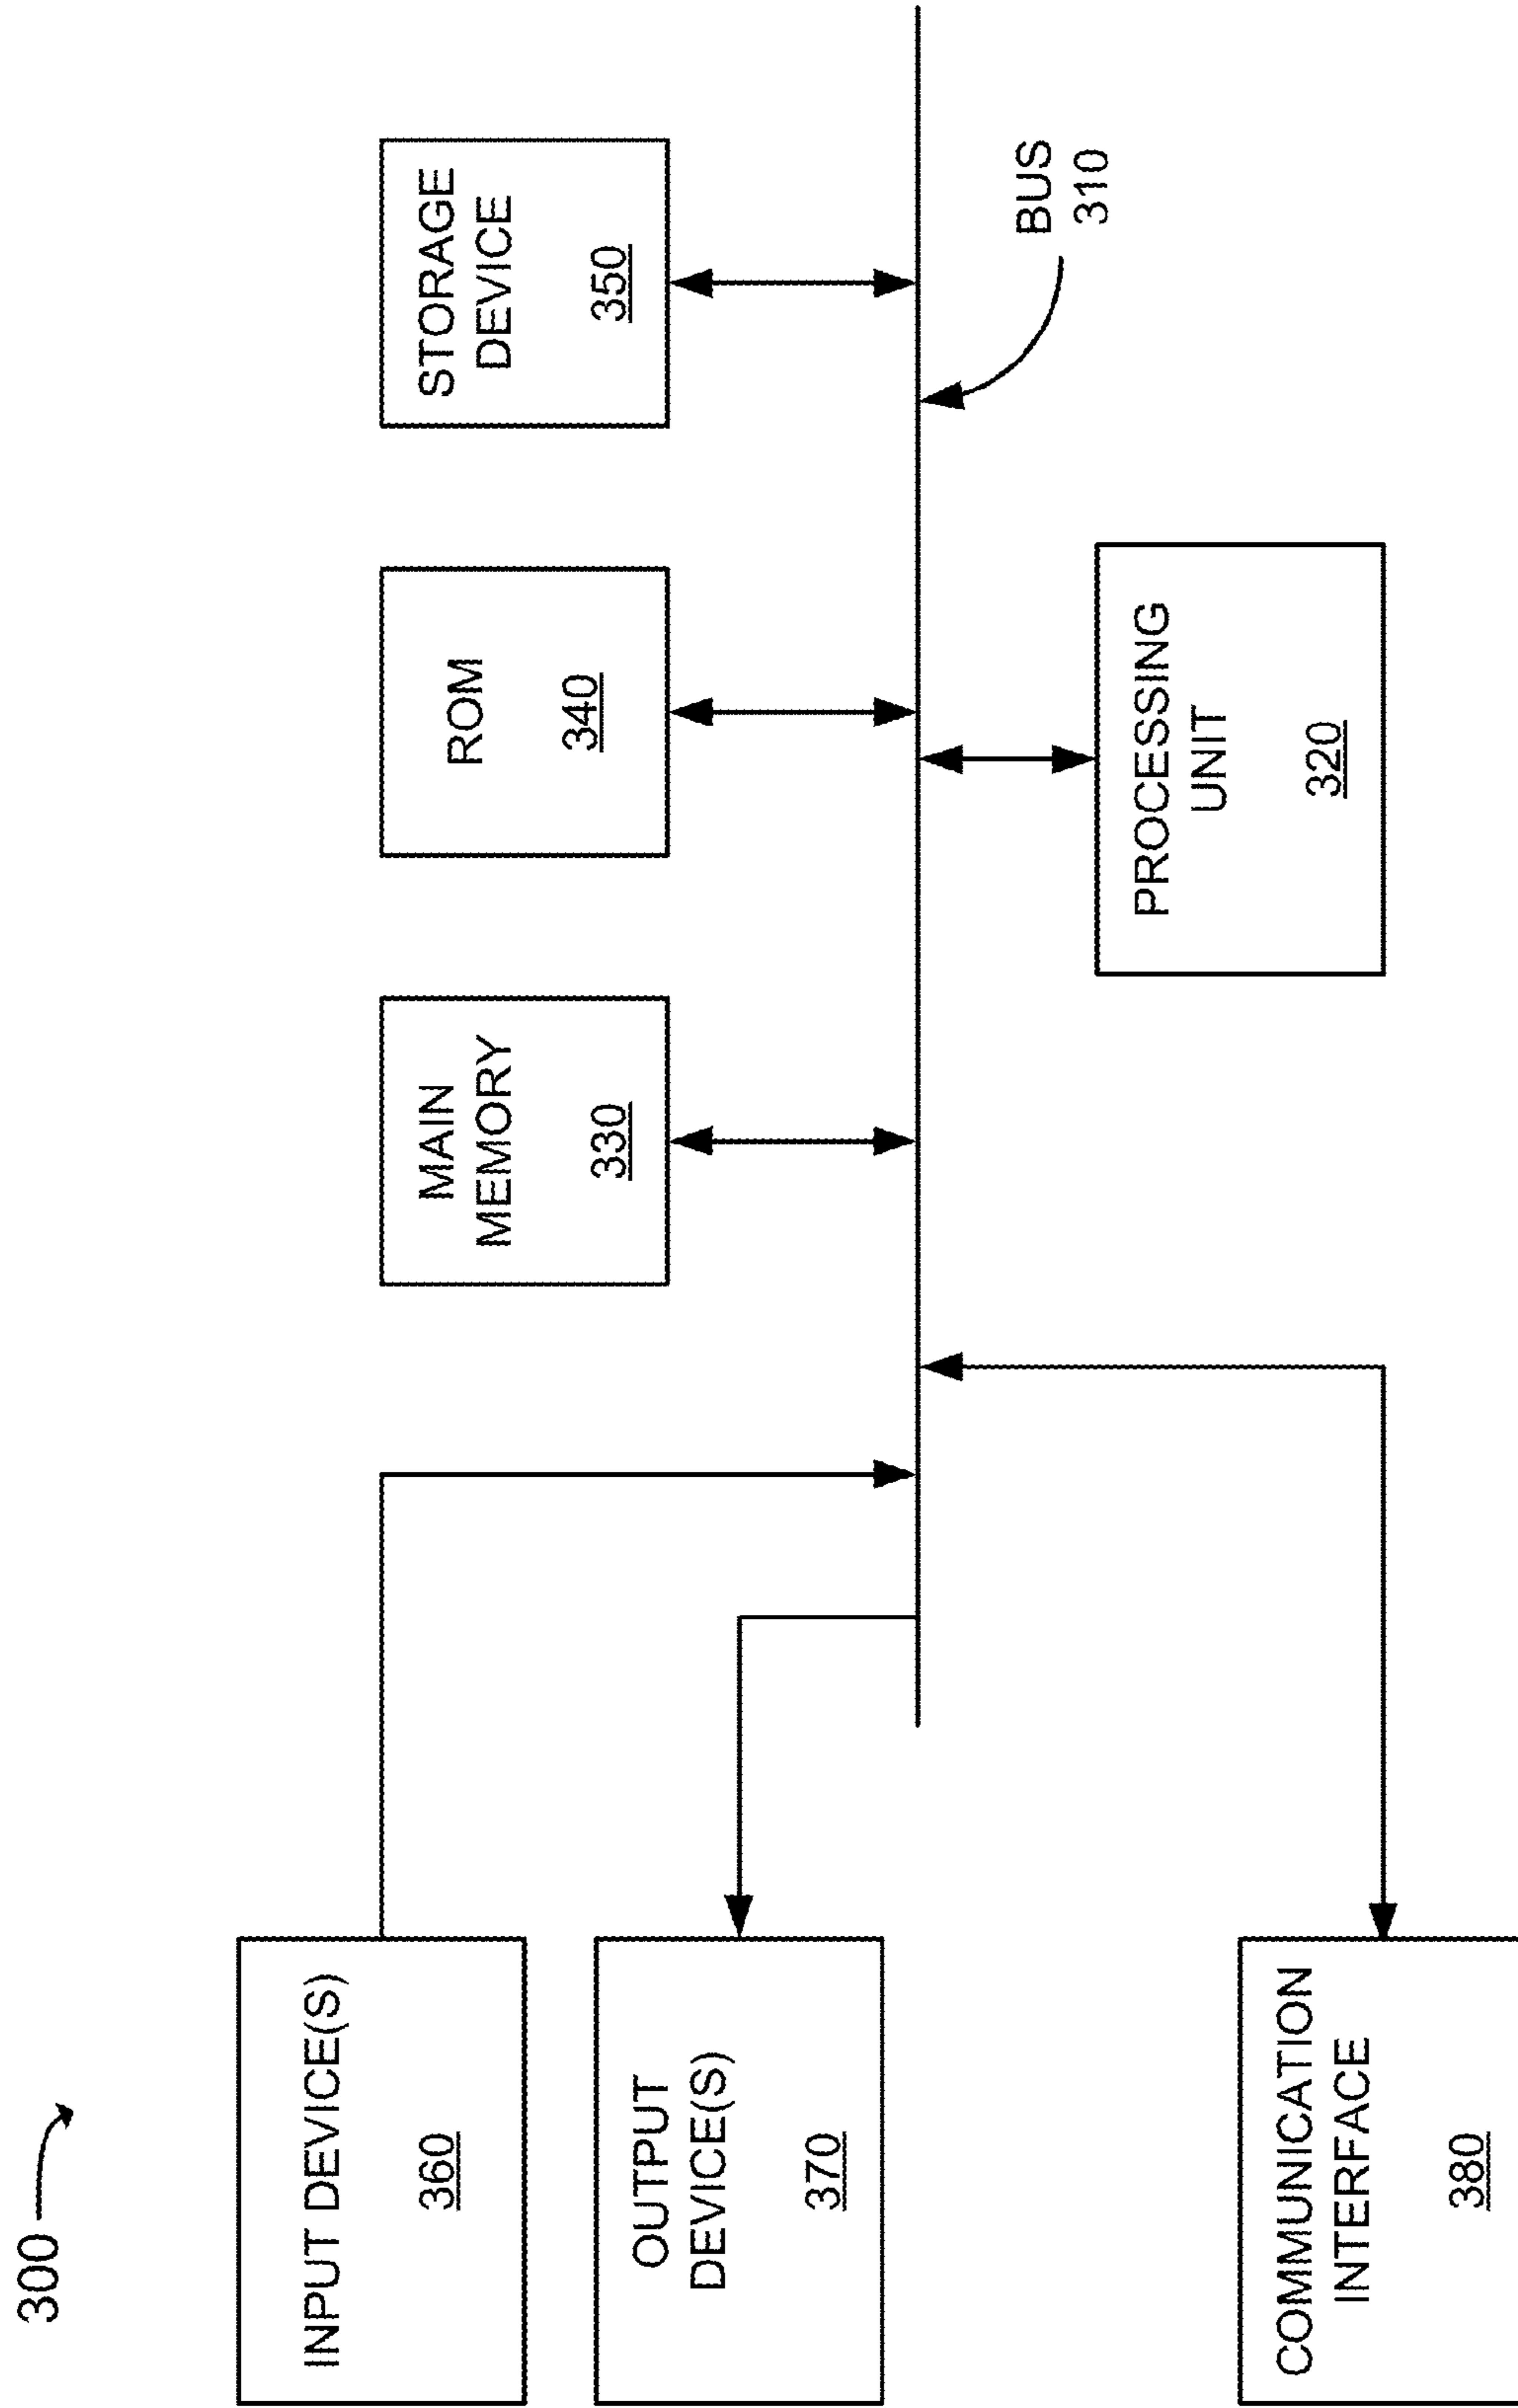 300
MAIN
MEMORY
330
ROM
340
STORAGE
DEVICE
350
INPUT DEVICE(S)
360
OUTPUT
DEVICE(S)
370
BUS
310
PROCESSING
UNIT
320
COMMUNICATION
INTERFACE
380